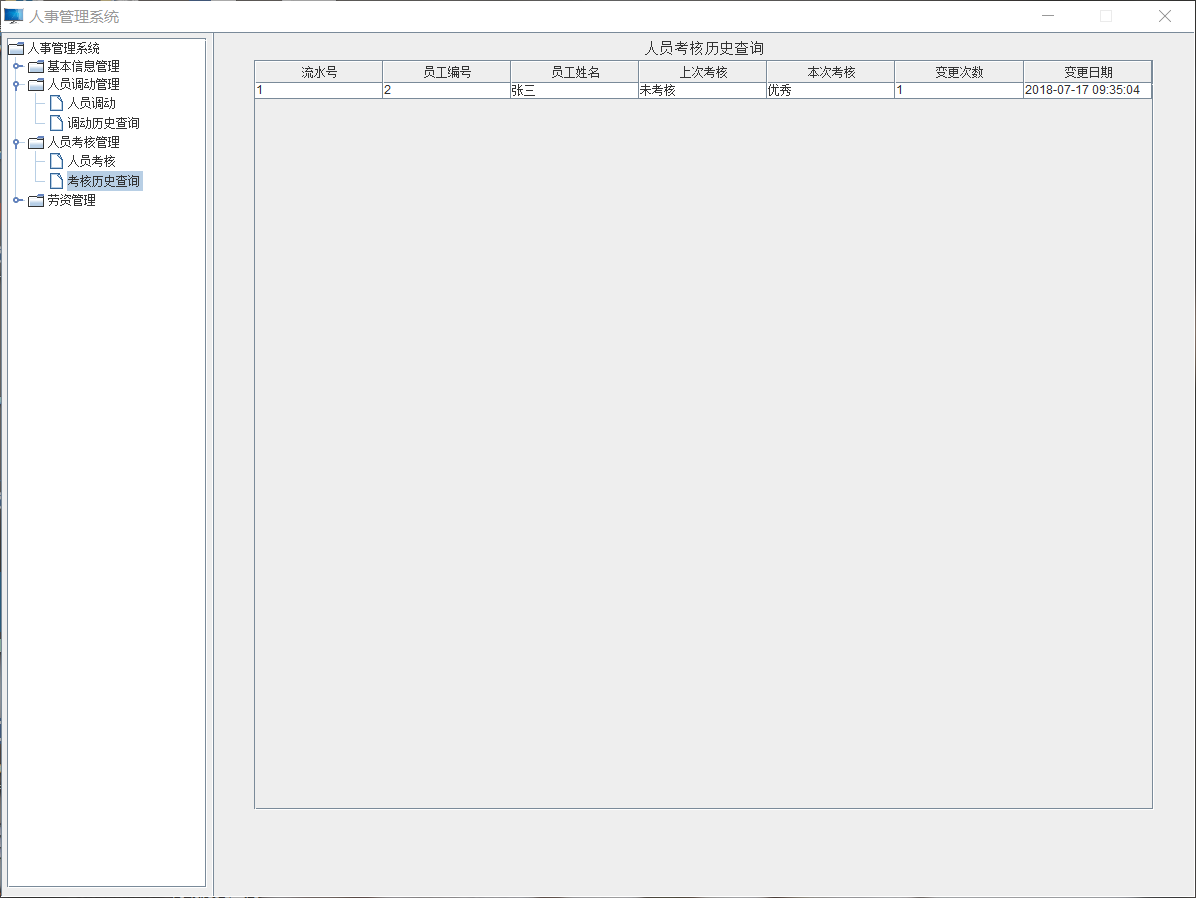 人事管理系统
人事管理系统
基本信息管理
人员调动管理
人员调动
调动历史查询
人员考核管理
人员考核
考核历史查询
劳资管理
人员考核历史查询
流水号 员工编号 员工姓名 上次考核 本次考核 变更次数 变更日期
1 2 张三 未考核 优秀 1 2018-07-17 09:35:04